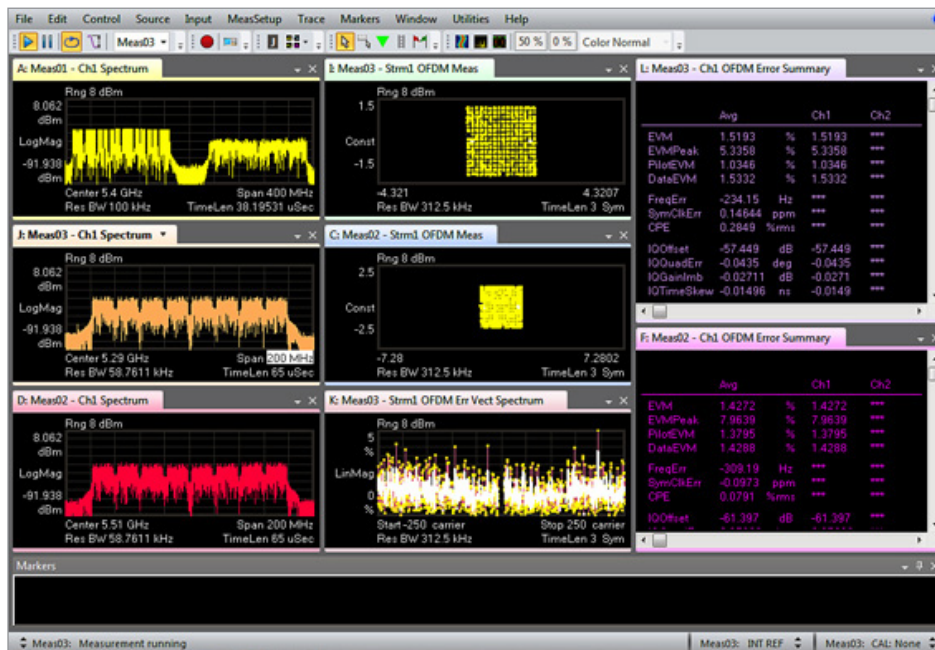 File Edit Control Source Input MeasSetup Trace Markers Window Utilities Help
Meas03 50 % 0 % Color Normal
A: Meas01 - Ch1 Spectrum
Rng 8 dBm
8.062
dBm
LogMag
-91.938
dBm
Center 5.4 GHz Span 400 MHz
Res BW 100 kHz TimeLen 38.19531 uSec
I: Meas03 - Strm1 OFDM Meas
Rng 8 dBm
1.5
Const
-1.5
-4.321 4.3207
Res BW 312.5 kHz TimeLen 3 Sym
L: Meas03 - Ch1 OFDM Error Summary
Avg Ch1 Ch2
EVM 1.5193 % 1.5193 ***
EVMPeak 5.3358 % 5.3358 ***
PilotEVM 1.0346 % 1.0346 ***
DataEVM 1.5332 % 1.5332 ***
FreqErr -234.15 Hz *** ***
SymClkErr 0.14644 ppm *** ***
CPE 0.2849 %rms *** ***
IQOffset -57.449 dB -57.449 ***
IQQuadErr -0.0435 deg -0.0435 ***
IQGainImb -0.02711 dB -0.0271 ***
IQTimeSkew -0.01496 ns -0.0149 ***
J: Meas03 - Ch1 Spectrum
Rng 8 dBm
8.062
dBm
LogMag
-91.938
dBm
Center 5.29 GHz Span 200 MHz
Res BW 58.7611 kHz TimeLen 65 uSec
C: Meas02 - Strm1 OFDM Meas
Rng 8 dBm
2.5
Const
-2.5
-7.28 7.2802
Res BW 312.5 kHz TimeLen 3 Sym
F: Meas02 - Ch1 OFDM Error Summary
Avg Ch1 Ch2
EVM 1.4272 % 1.4272 ***
EVMPeak 7.9639 % 7.9639 ***
PilotEVM 1.3795 % 1.3795 ***
DataEVM 1.4288 % 1.4288 ***
FreqErr -309.19 Hz *** ***
SymClkErr -0.0973 ppm *** ***
CPE 0.0791 %rms *** ***
IQOffset -61.397 dB -61.397 ***
D: Meas02 - Ch1 Spectrum
Rng 8 dBm
8.062
dBm
LogMag
-91.938
dBm
Center 5.51 GHz Span 200 MHz
Res BW 58.7611 kHz TimeLen 65 uSec
K: Meas03 - Strm1 OFDM Err Vect Spectrum
Rng 8 dBm
5
%
LinMag
0
%
Start -250 carrier Stop 250 carrier
Res BW 312.5 kHz TimeLen 3 Sym
Markers
Meas03: Measurement running Meas03: INT REF Meas03: CAL: None